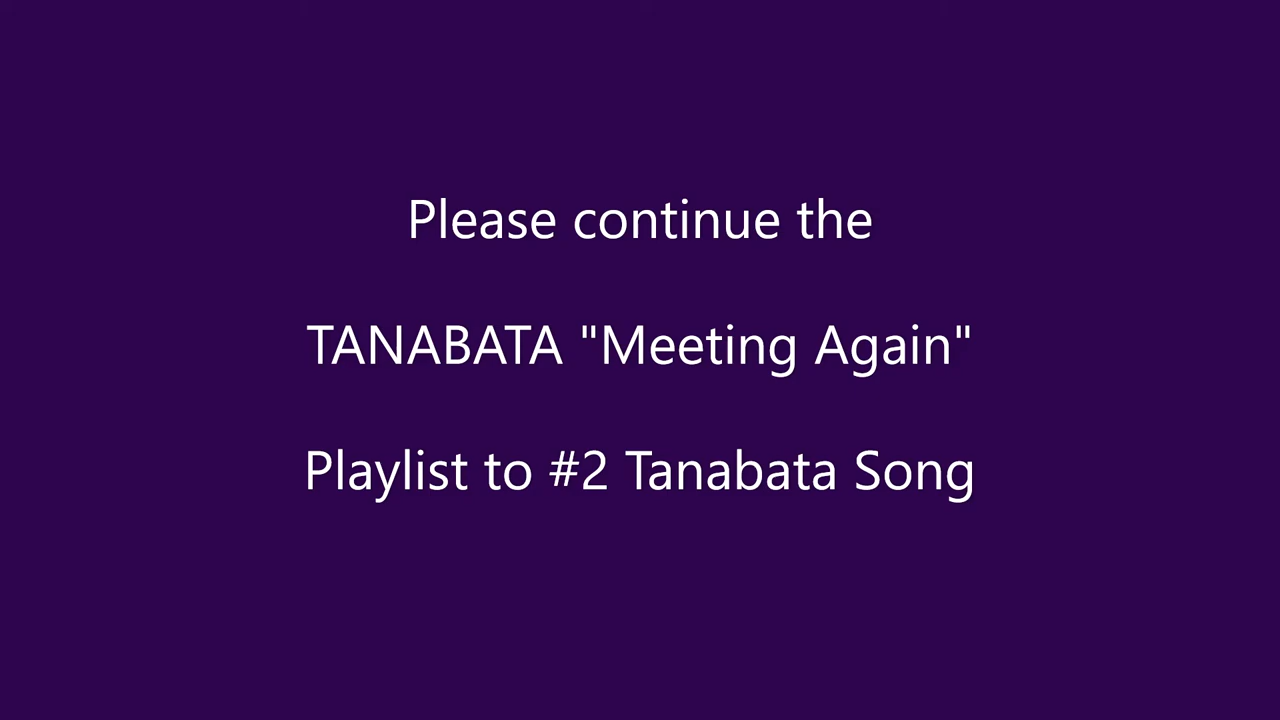 Please continue the
TANABATA "Meeting Again"
Playlist to #2 Tanabata Song